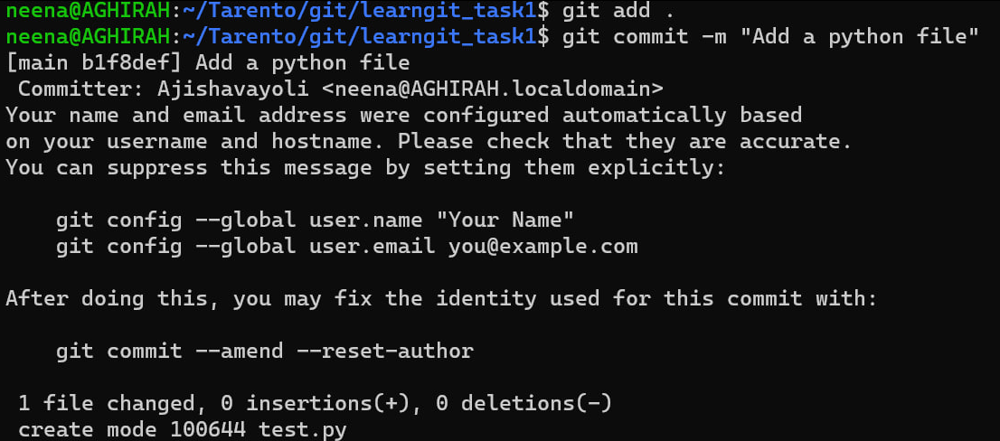 neena@AGHIRAH:~/Tarento/git/learngit_task1$ git add .
neena@AGHIRAH:~/Tarento/git/learngit_task1$ git commit -m "Add a python file"
[main b1f8def] Add a python file
 Committer: Ajishavayoli <neena@AGHIRAH.localdomain>
Your name and email address were configured automatically based
on your username and hostname. Please check that they are accurate.
You can suppress this message by setting them explicitly:

    git config --global user.name "Your Name"
    git config --global user.email you@example.com

After doing this, you may fix the identity used for this commit with:

    git commit --amend --reset-author

 1 file changed, 0 insertions(+), 0 deletions(-)
 create mode 100644 test.py